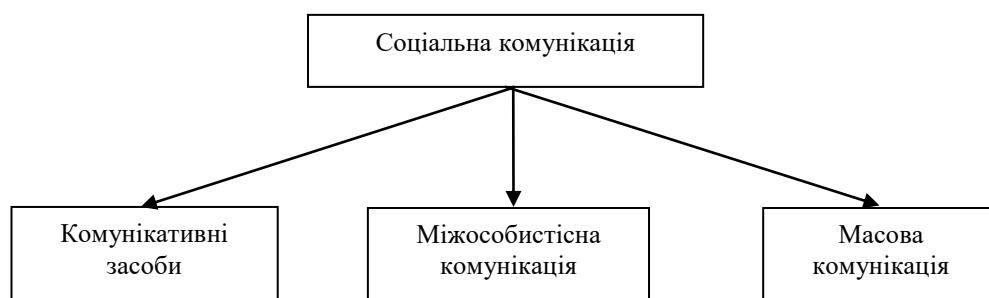 Соціальна комунікація
Комунікативні
засоби
Міжособистісна
комунікація
Масова
комунікація